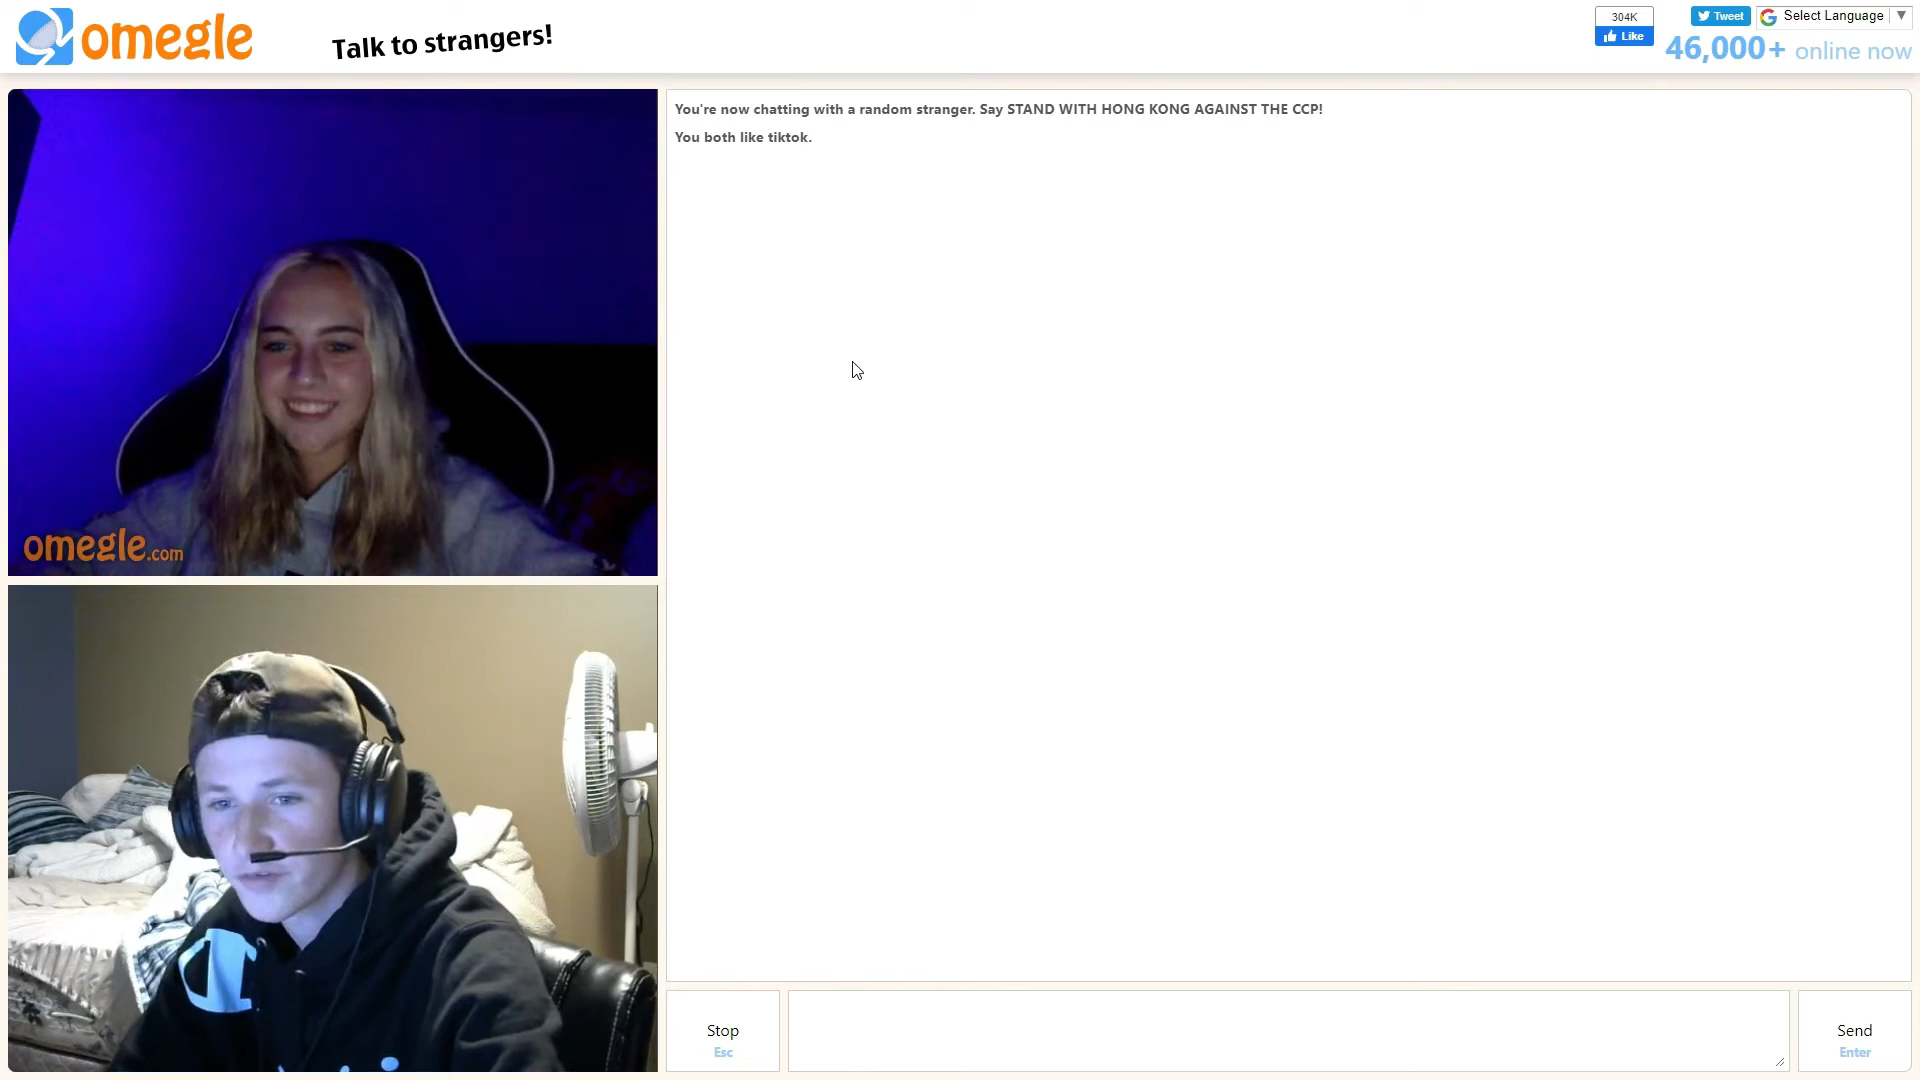 omegle
Talk to strangers!
304K
Like
Tweet
Select Language
46,000+ online now
You're now chatting with a random stranger. Say STAND WITH HONG KONG AGAINST THE CCP!
You both like tiktok.
omegle.com
Stop
Esc
Send
Enter